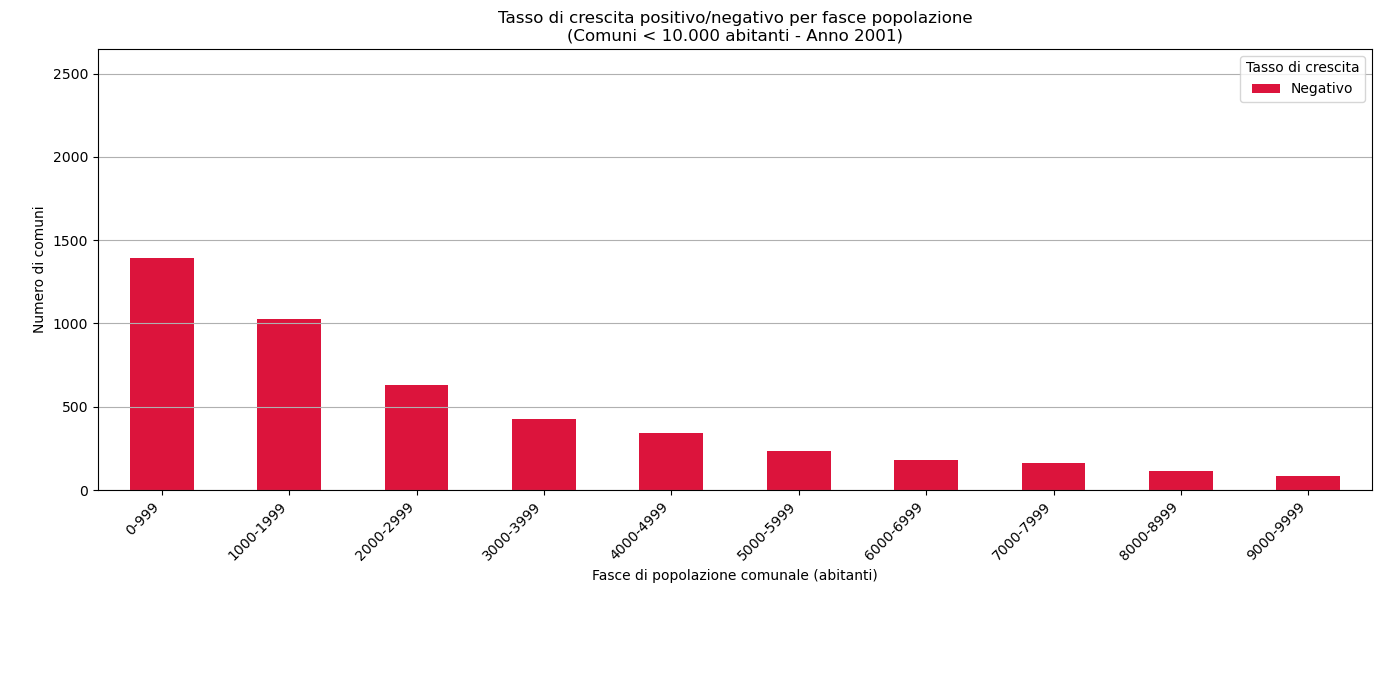 Tasso di crescita positivo/negativo per fasce popolazione
(Comuni < 10.000 abitanti - Anno 2001)
Tasso di crescita
Negativo
Numero di comuni
2500
2000
1500
1000
500
0
0-999
1000-1999
2000-2999
3000-3999
4000-4999
5000-5999
6000-6999
7000-7999
8000-8999
9000-9999
Fasce di popolazione comunale (abitanti)